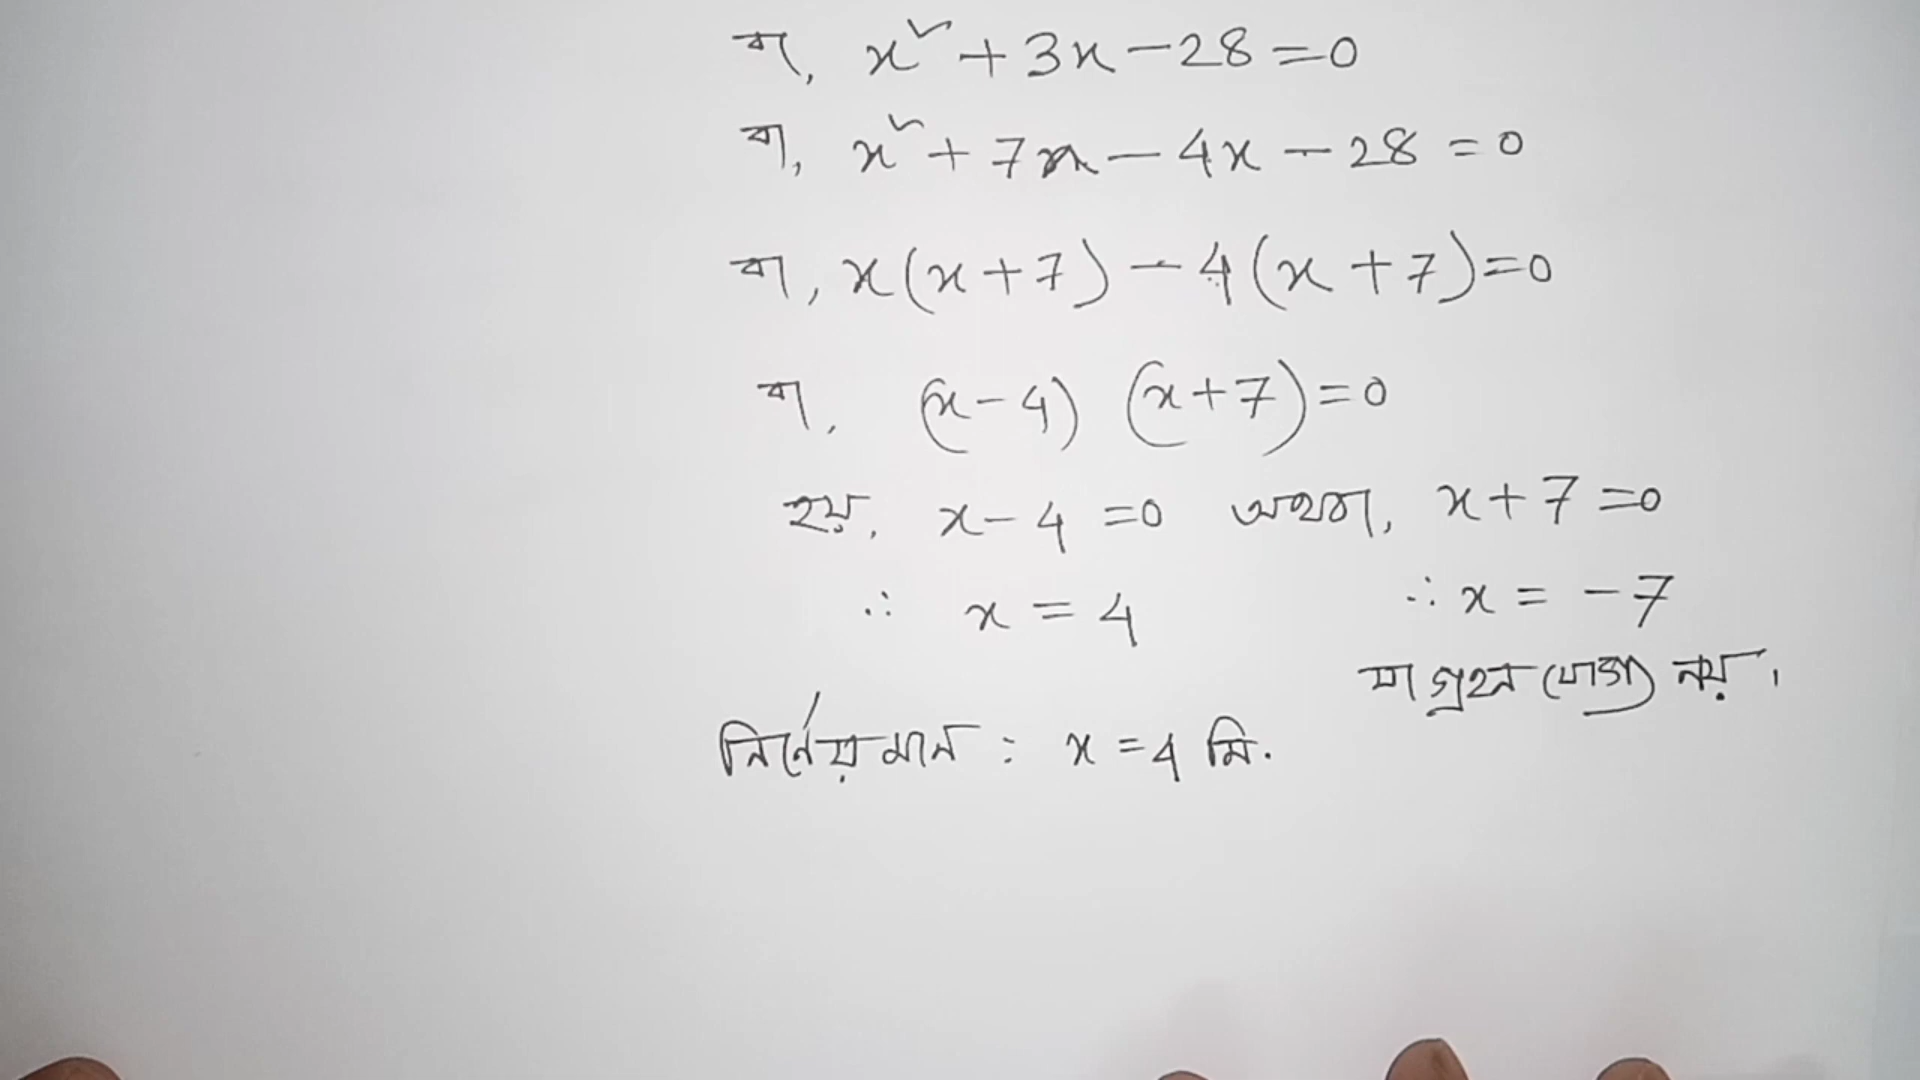 বা, x² + 3x - 28 = 0
বা, x² + 7x - 4x - 28 = 0
বা, x(x+7) - 4(x+7) = 0
বা, (x-4) (x+7) = 0
হয়, x - 4 = 0 অথবা, x + 7 = 0
∴ x = 4 ∴ x = -7
যা গ্রহন যোগ্য নয়।
নির্ণেয় মান : x = 4 মি.